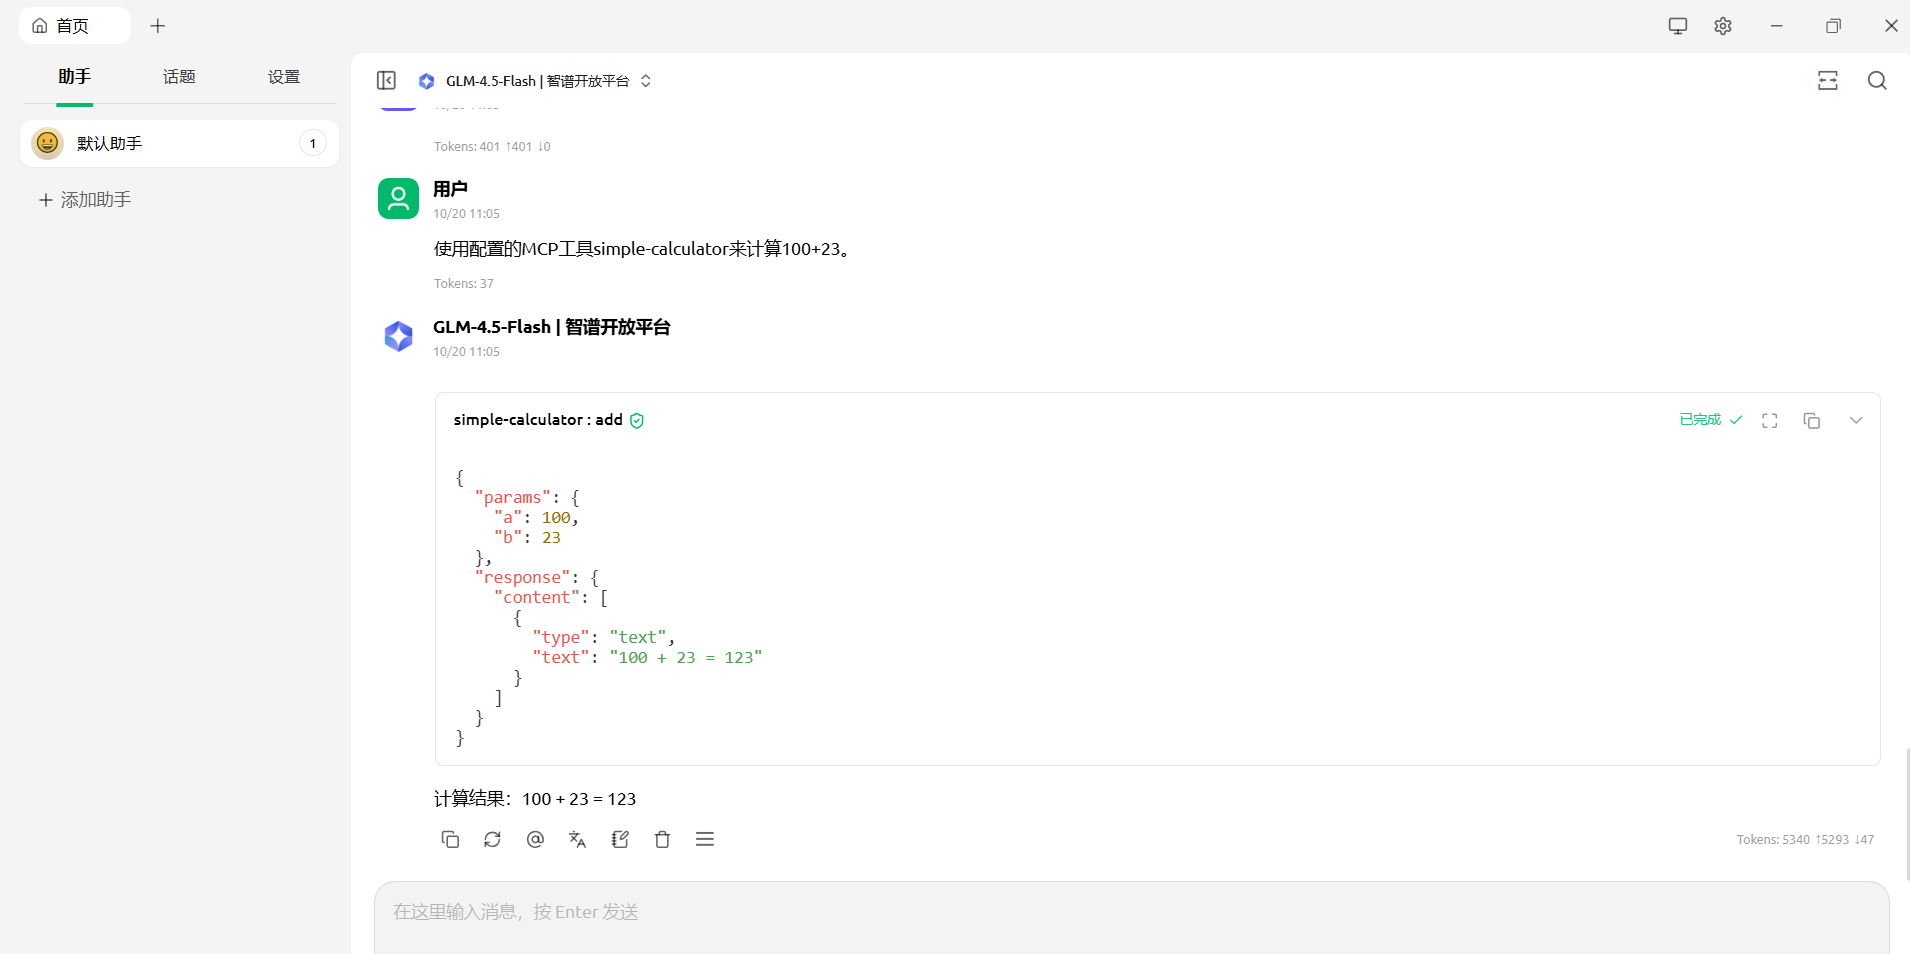 首页
助手 话题 设置
默认助手 1
添加助手
GLM-4.5-Flash | 智谱开放平台
Tokens: 401 ↑401 ↓0
用户
10/20 11:05
使用配置的MCP工具simple-calculator来计算100+23。
Tokens: 37
GLM-4.5-Flash | 智谱开放平台
10/20 11:05
simple-calculator : add 已完成
{
  "params": {
    "a": 100,
    "b": 23
  },
  "response": {
    "content": [
      {
        "type": "text",
        "text": "100 + 23 = 123"
      }
    ]
  }
}
计算结果：100 + 23 = 123
Tokens: 5340 ↑5293 ↓47
在这里输入消息，按 Enter 发送